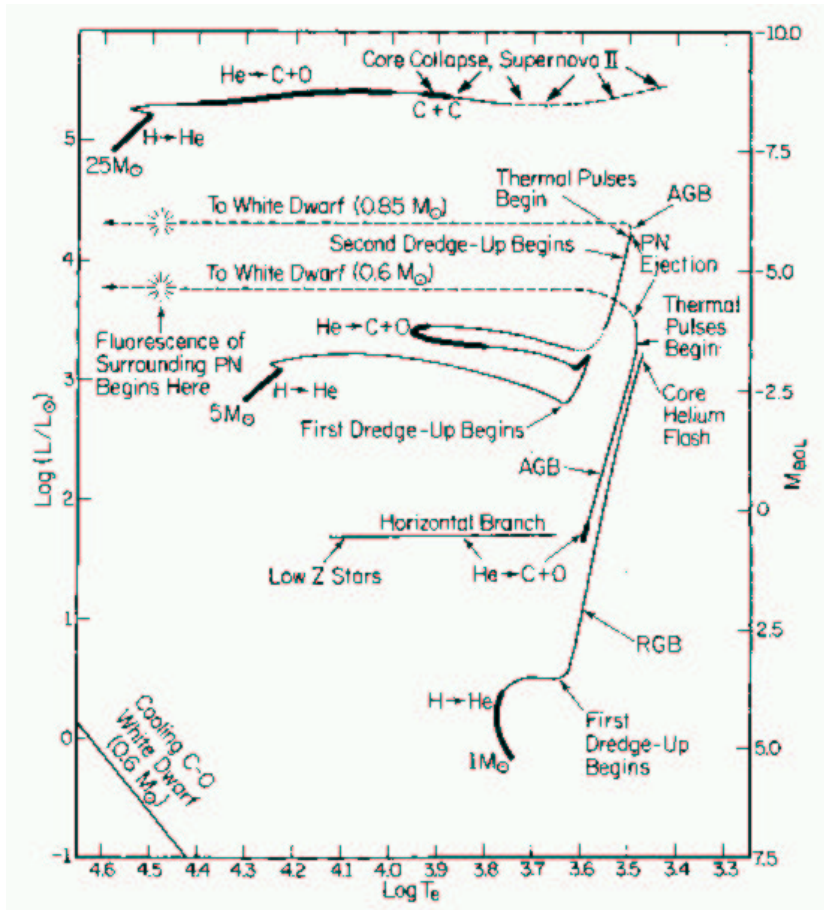 -10.0
He→C+O
Core Collapse, Supernova II
C+C
5
H→He
25M☉
-7.5
Thermal Pulses
Begin
AGB
To White Dwarf (0.85 M☉)
Second Dredge-Up Begins
PN
Ejection
4
To White Dwarf (0.6 M☉)
-5.0
Thermal
Pulses
Begin
He→C+O
Fluorescence of
Surrounding PN
Begins Here
3
H→He
5M☉
First Dredge-Up Begins
-2.5
Core
Helium
Flash
Log (L/L☉)
AGB
MBOL
2
Horizontal Branch
0
Low Z Stars
He→C+O
1
2.5
RGB
H→He
First
Dredge-Up
Begins
Cooling C-O
White Dwarf
(0.6 M☉)
0
1M☉
5.0
-1
7.5
4.6 4.5 4.4 4.3 4.2 4.1 4.0 3.9 3.8 3.7 3.6 3.5 3.4 3.3
Log Te